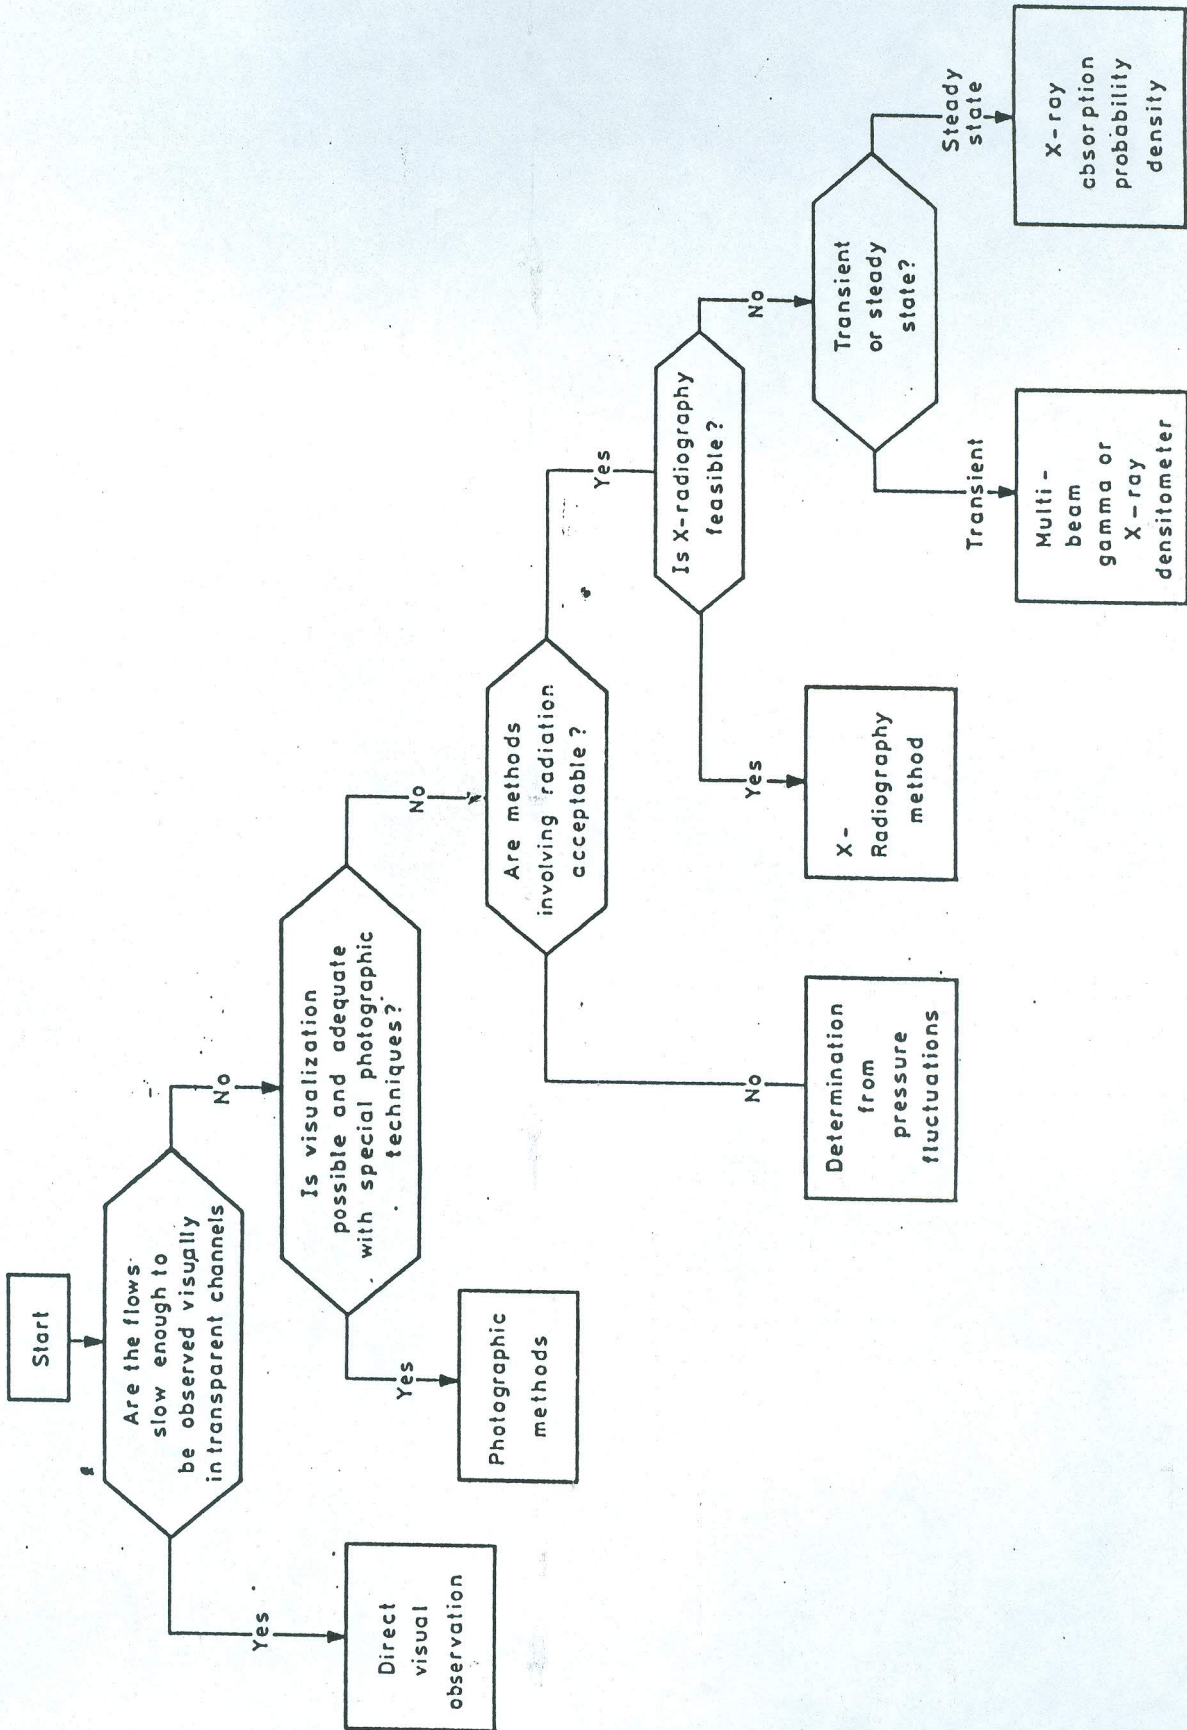 Start
Are the flows
slow enough to
be observed visually
in transparent channels
Yes
No
Direct
visual
observation
Is visualization
possible and adequate
with special photographic
techniques?
Yes
No
Photographic
methods
Are methods
involving radiation
acceptable?
No
Yes
Determination
from
pressure
fluctuations
Is X-radiography
feasible?
Yes
No
X-
Radiography
method
Transient
or steady
state?
Transient
Steady
state
Multi-
beam
gamma or
X-ray
densitometer
X-ray
absorption
probability
density